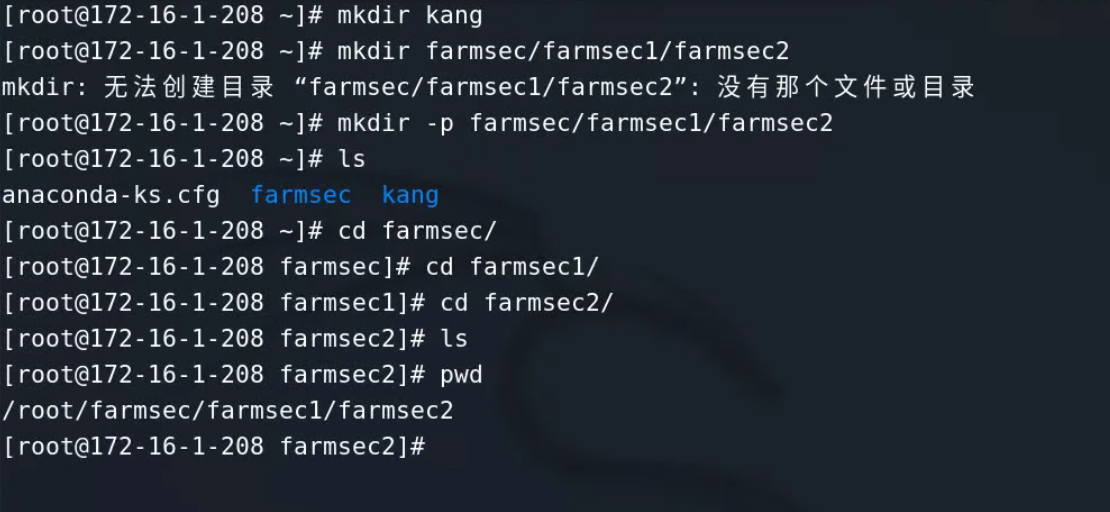 [root@172-16-1-208 ~]# mkdir kang
[root@172-16-1-208 ~]# mkdir farmsec/farmsec1/farmsec2
mkdir: 无法创建目录 “farmsec/farmsec1/farmsec2”: 没有那个文件或目录
[root@172-16-1-208 ~]# mkdir -p farmsec/farmsec1/farmsec2
[root@172-16-1-208 ~]# ls
anaconda-ks.cfg  farmsec  kang
[root@172-16-1-208 ~]# cd farmsec/
[root@172-16-1-208 farmsec]# cd farmsec1/
[root@172-16-1-208 farmsec1]# cd farmsec2/
[root@172-16-1-208 farmsec2]# ls
[root@172-16-1-208 farmsec2]# pwd
/root/farmsec/farmsec1/farmsec2
[root@172-16-1-208 farmsec2]#